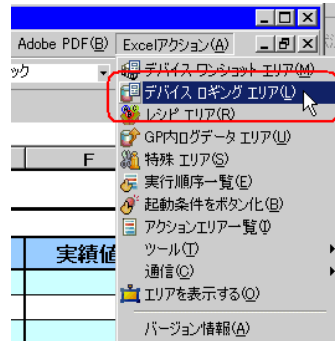 Adobe PDF(B) Excelアクション(A)
ック
デバイス ワンショット エリア(M)
デバイス ロギング エリア(L)
レシピ エリア(R)
GP内ログデータ エリア(U)
特殊 エリア(S)
F
実行順序一覧(E)
起動条件をボタン化(B)
アクションエリア一覧(I)
実績値
ツール(T)
通信(C)
エリアを表示する(O)
バージョン情報(A)